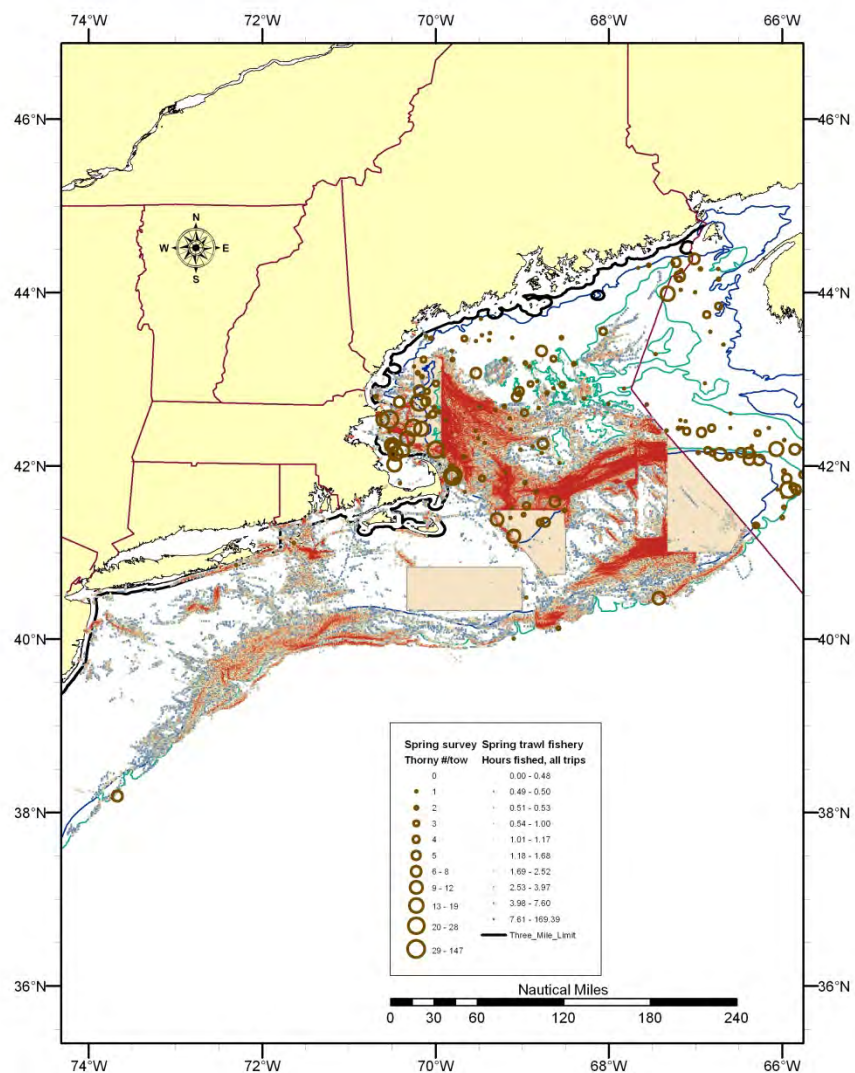 74°W 72°W 70°W 68°W 66°W
46°N 46°N
N
W E
S
44°N 44°N
42°N 42°N
40°N 40°N
38°N 38°N
36°N 36°N
Spring survey Spring trawl fishery
Thorny #/tow Hours fished, all trips
0 0.00 - 0.48
1 0.49 - 0.50
2 0.51 - 0.53
3 0.54 - 1.00
4 1.01 - 1.17
5 1.18 - 1.68
6 - 8 1.69 - 2.52
9 - 12 2.53 - 3.97
13 - 19 3.98 - 7.60
20 - 28 7.61 - 169.39
29 - 147 Three_Mile_Limit
Nautical Miles
0 15 30 45 60 120 180 240
74°W 72°W 70°W 68°W 66°W